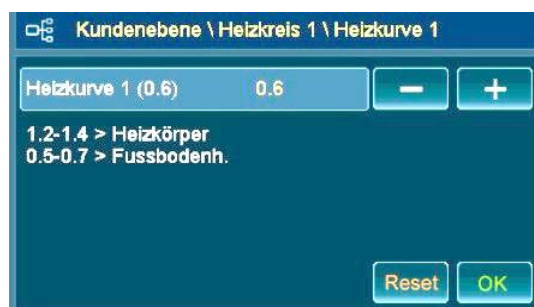 Kundenebene \ Heizkreis 1 \ Heizkurve 1
Heizkurve 1 (0.6) 0.6 − +
1.2-1.4 > Heizkörper
0.5-0.7 > Fussbodenh.
Reset OK